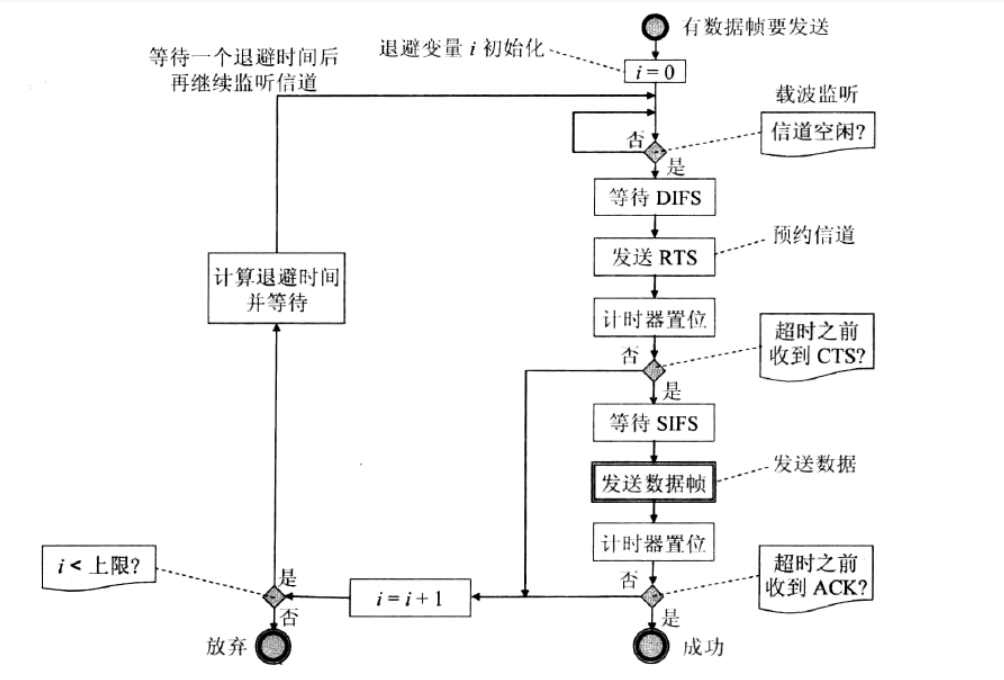 有数据帧要发送
退避变量 i 初始化
i = 0
等待一个退避时间后
再继续监听信道
载波监听
信道空闲?
否
是
等待 DIFS
预约信道
发送 RTS
计算退避时间
并等待
计时器置位
超时之前
收到 CTS?
否
是
等待 SIFS
发送数据
发送数据帧
计时器置位
i < 上限?
超时之前
收到 ACK?
是
否
i = i + 1
否
是
放弃
成功